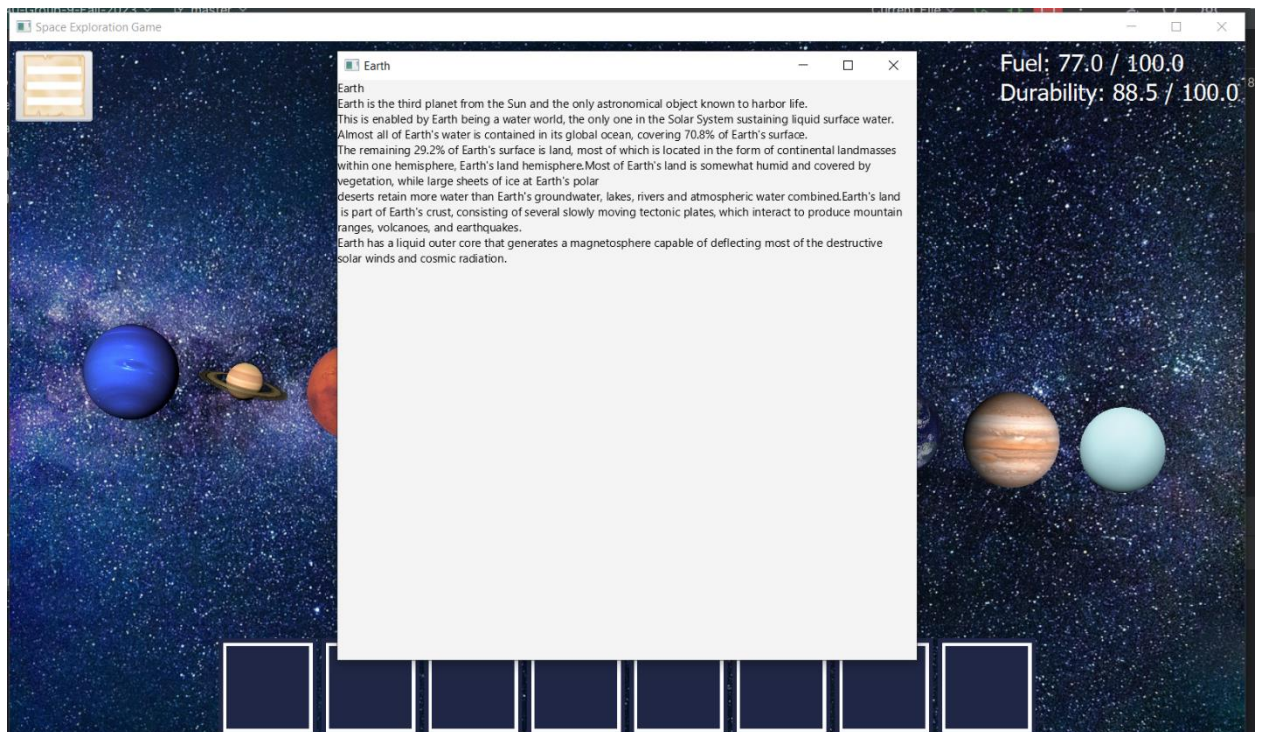 Group-9-Fall-2023
master
Current File
Space Exploration Game
Earth
Fuel: 77.0 / 100.0
Durability: 88.5 / 100.0
Earth
Earth is the third planet from the Sun and the only astronomical object known to harbor life.
This is enabled by Earth being a water world, the only one in the Solar System sustaining liquid surface water.
Almost all of Earth's water is contained in its global ocean, covering 70.8% of Earth's surface.
The remaining 29.2% of Earth's surface is land, most of which is located in the form of continental landmasses
within one hemisphere, Earth's land hemisphere.Most of Earth's land is somewhat humid and covered by
vegetation, while large sheets of ice at Earth's polar
deserts retain more water than Earth's groundwater, lakes, rivers and atmospheric water combined.Earth's land
is part of Earth's crust, consisting of several slowly moving tectonic plates, which interact to produce mountain
ranges, volcanoes, and earthquakes.
Earth has a liquid outer core that generates a magnetosphere capable of deflecting most of the destructive
solar winds and cosmic radiation.